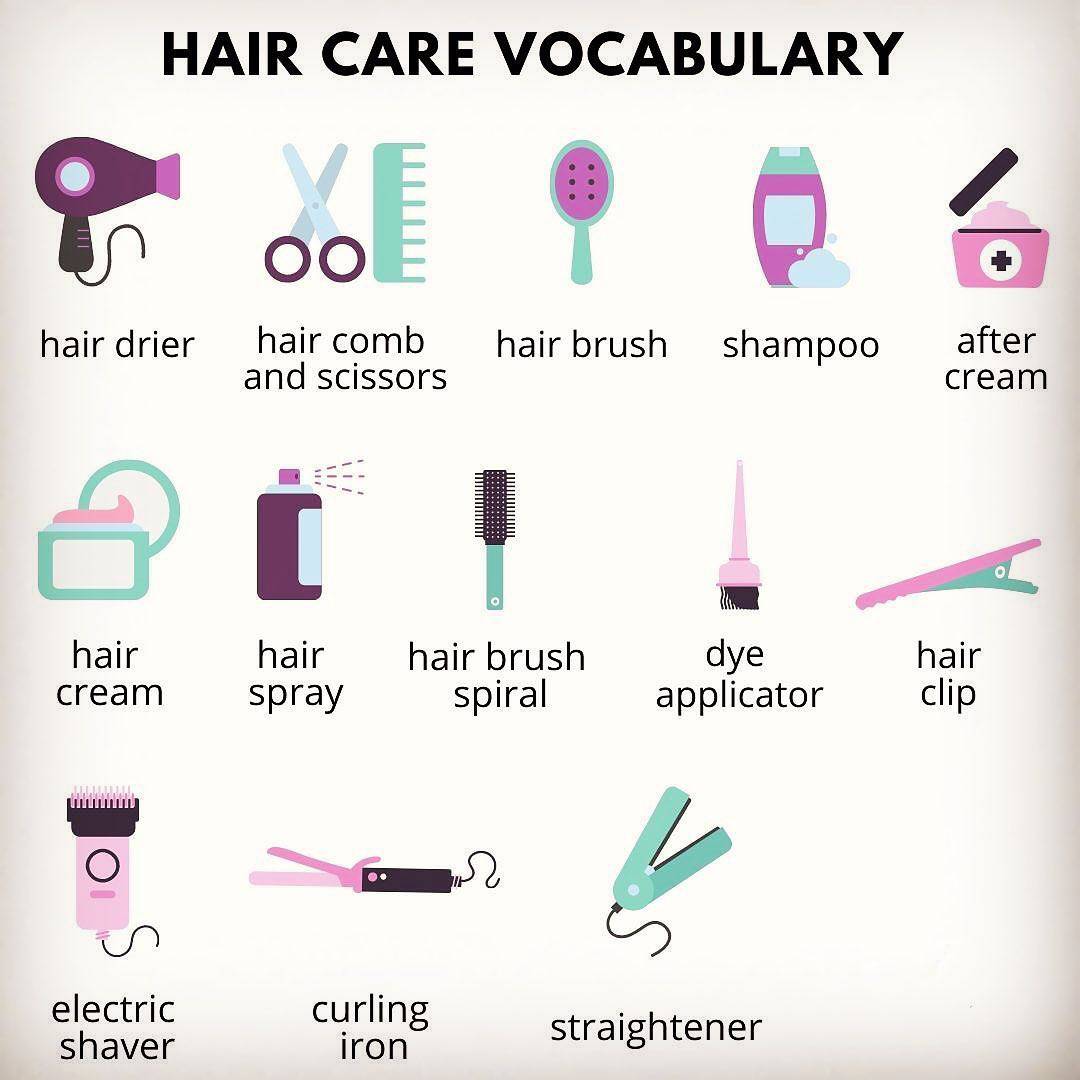 HAIR CARE VOCABULARY
hair drier
hair comb
and scissors
hair brush
shampoo
after
cream
hair
cream
hair
spray
hair brush
spiral
dye
applicator
hair
clip
electric
shaver
curling
iron
straightener